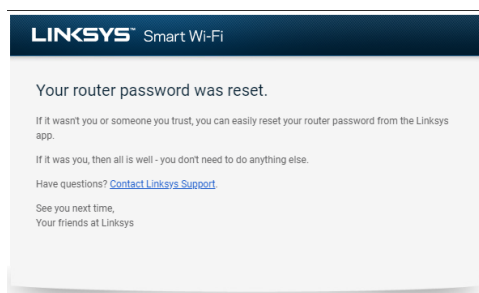 LINKSYS™ Smart Wi-Fi
Your router password was reset.
If it wasn't you or someone you trust, you can easily reset your router password from the Linksys
app.
If it was you, then all is well - you don't need to do anything else.
Have questions? Contact Linksys Support.
See you next time,
Your friends at Linksys